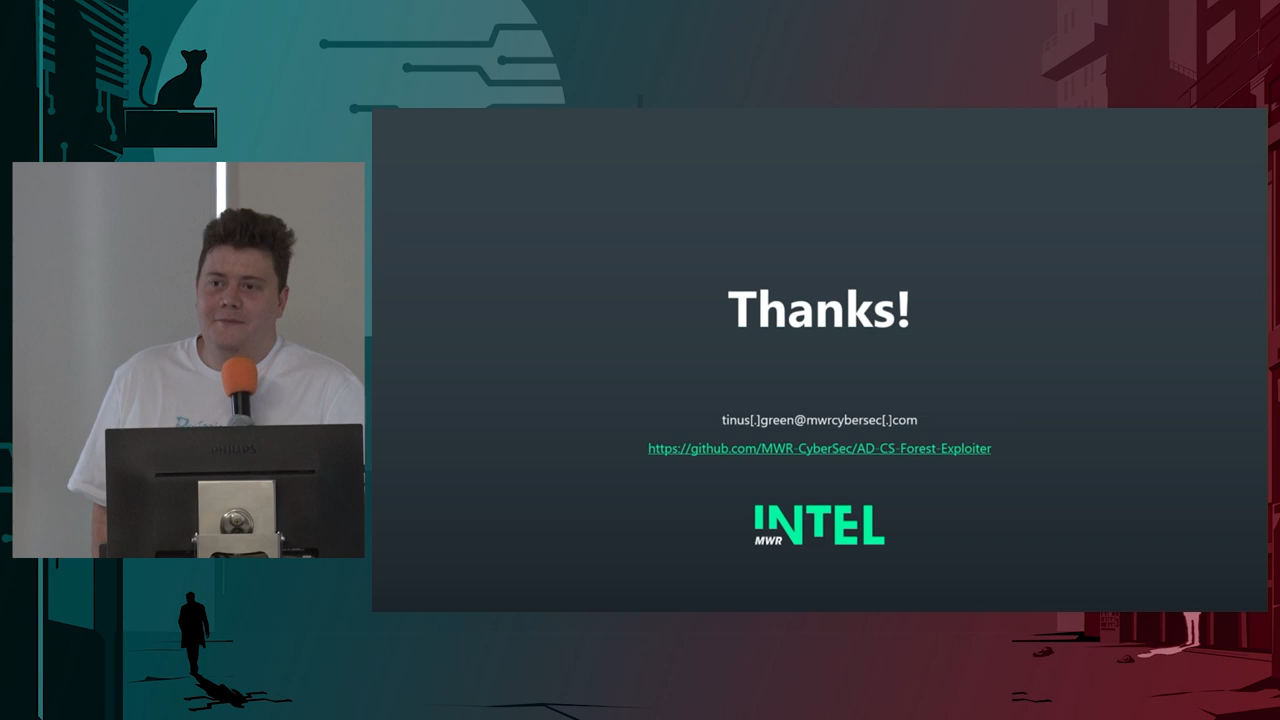 PHILIPS
Thanks!
tinus[.]green@mwrcybersec[.]com
https://github.com/MWR-CyberSec/AD-CS-Forest-Exploiter
INTEL
MWR